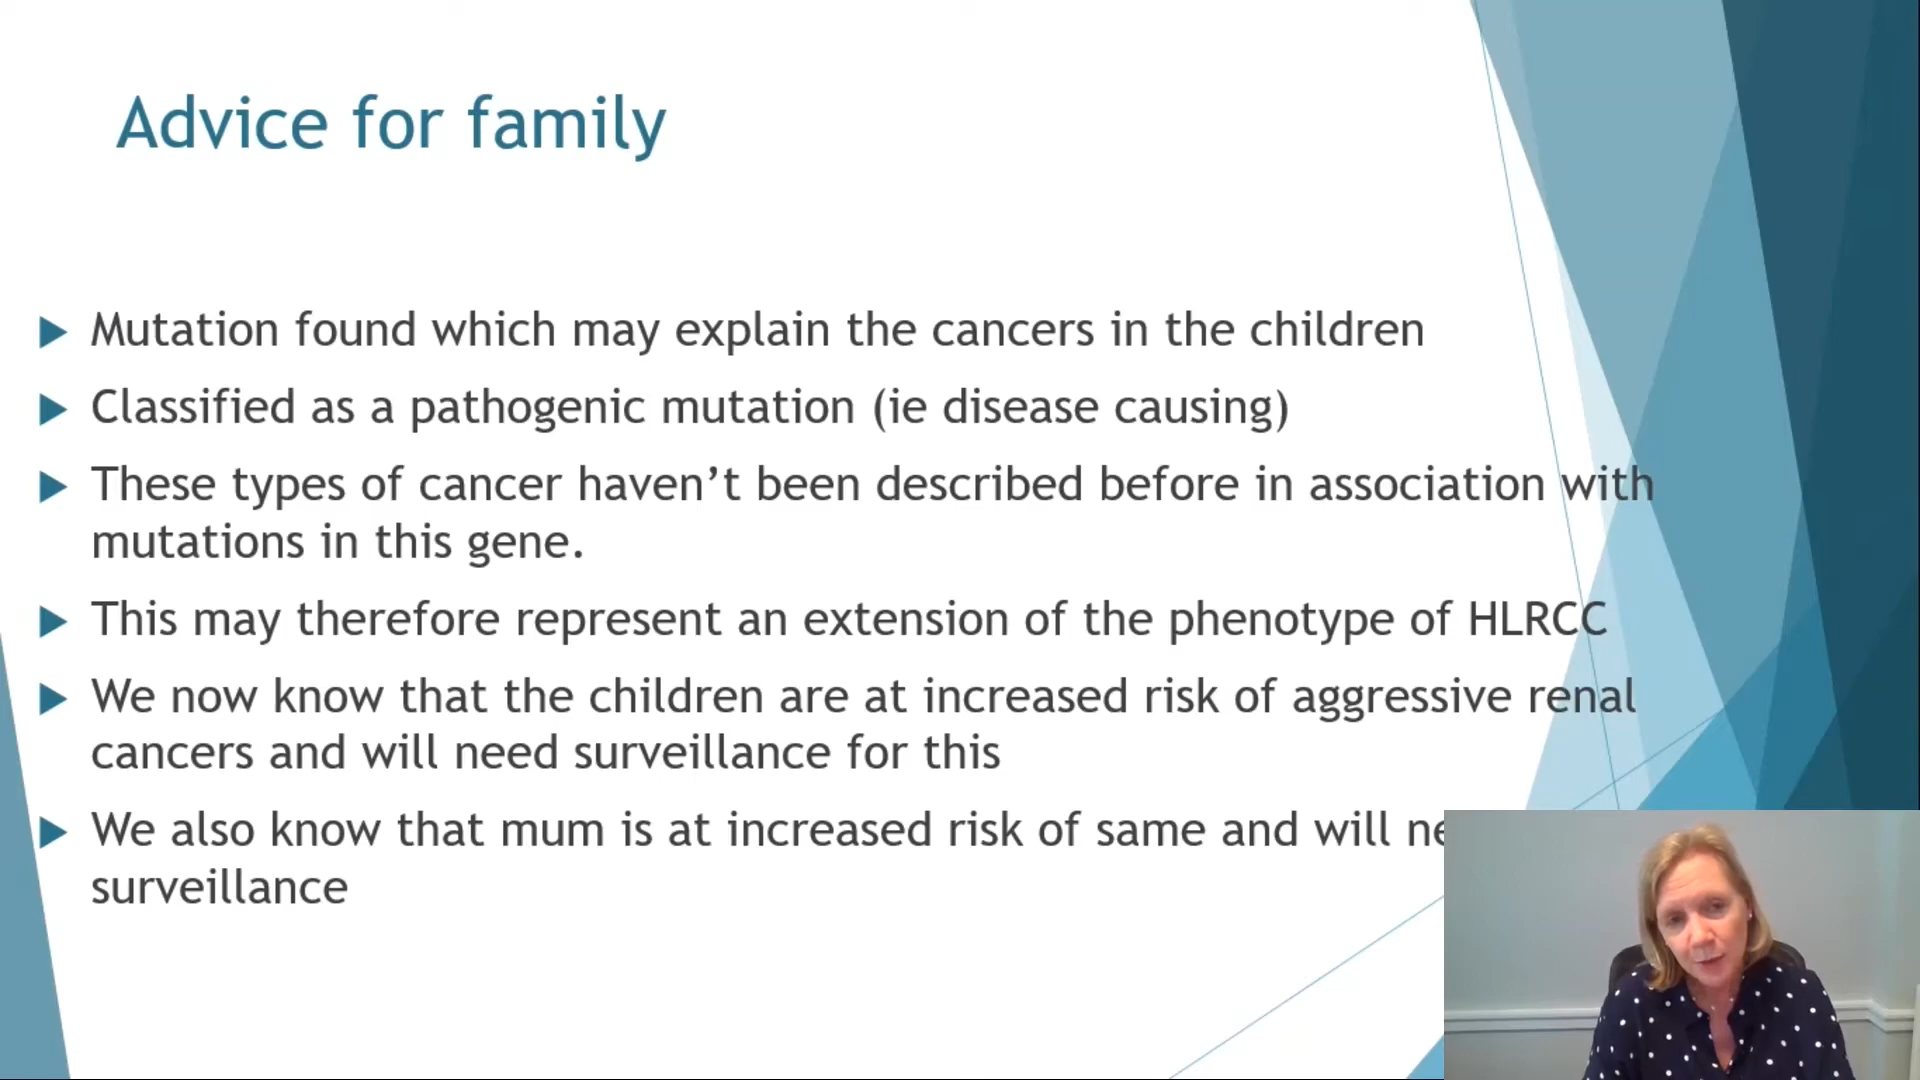 Advice for family
Mutation found which may explain the cancers in the children
Classified as a pathogenic mutation (ie disease causing)
These types of cancer haven’t been described before in association with
mutations in this gene.
This may therefore represent an extension of the phenotype of HLRCC
We now know that the children are at increased risk of aggressive renal
cancers and will need surveillance for this
We also know that mum is at increased risk of same and will
surveillance